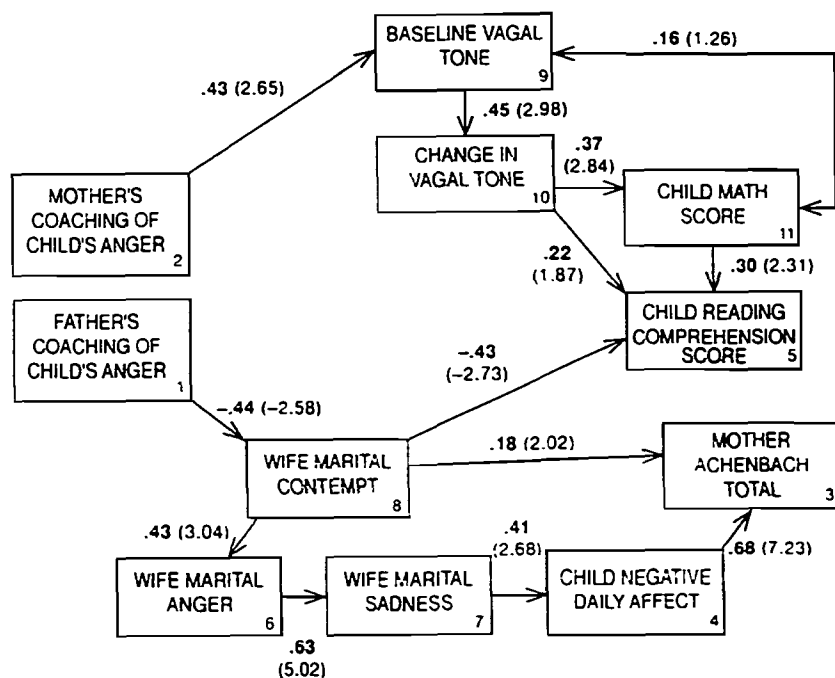 BASELINE VAGAL
TONE
9
.16 (1.26)
.43 (2.65)
.45 (2.98)
CHANGE IN
VAGAL TONE
10
.37
(2.84)
MOTHER'S
COACHING OF
CHILD'S ANGER
2
CHILD MATH
SCORE
11
.22
(1.87)
.30 (2.31)
FATHER'S
COACHING OF
CHILD'S ANGER
1
CHILD READING
COMPREHENSION
SCORE
5
-.43
(-2.73)
-.44 (-2.58)
WIFE MARITAL
CONTEMPT
8
.18 (2.02)
MOTHER
ACHENBACH
TOTAL
3
.43 (3.04)
.41
(2.68)
.68 (7.23)
WIFE MARITAL
ANGER
6
WIFE MARITAL
SADNESS
7
CHILD NEGATIVE
DAILY AFFECT
4
.63
(5.02)